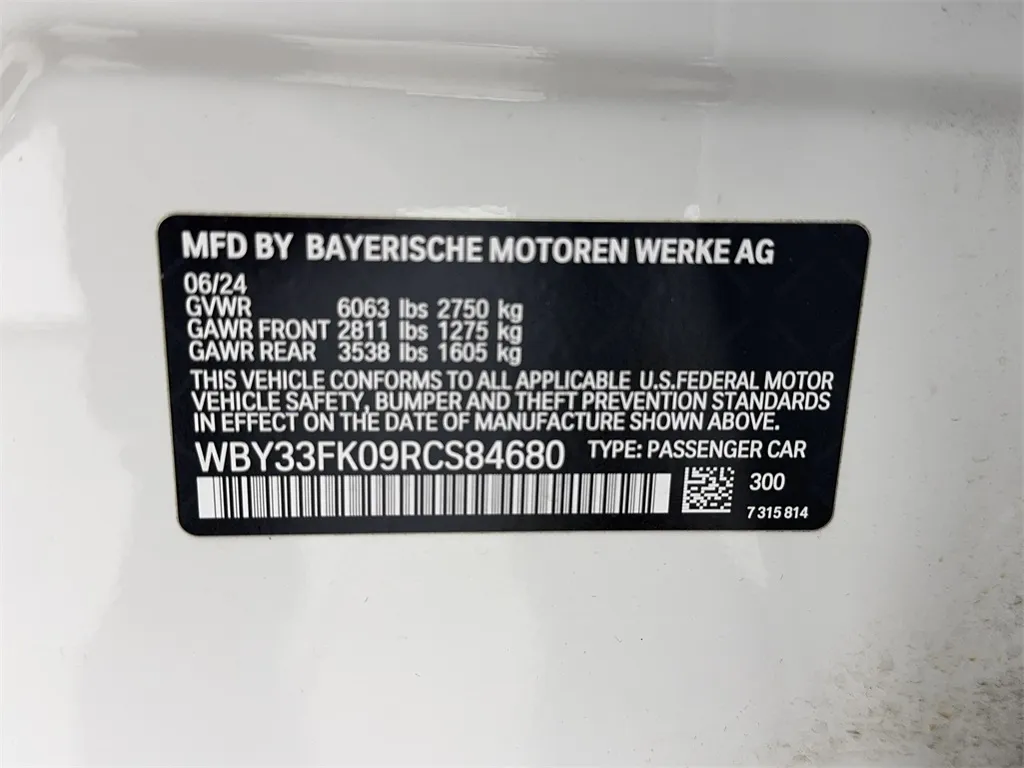 MFD BY BAYERISCHE MOTOREN WERKE AG
06/24
GVWR 6063 lbs 2750 kg
GAWR FRONT 2811 lbs 1275 kg
GAWR REAR 3538 lbs 1605 kg
THIS VEHICLE CONFORMS TO ALL APPLICABLE U.S.FEDERAL MOTOR
VEHICLE SAFETY, BUMPER AND THEFT PREVENTION STANDARDS
IN EFFECT ON THE DATE OF MANUFACTURE SHOWN ABOVE.
WBY33FK09RCS84680 TYPE: PASSENGER CAR
300
7 315 814